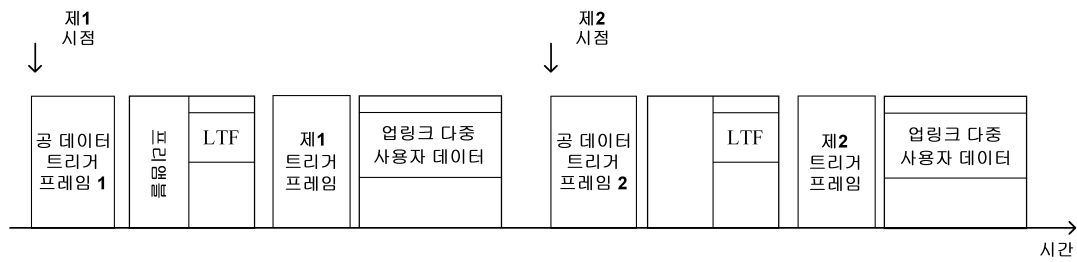 제1
시점
제2
시점
공 데이터
트리거
프레임 1
프리앰블
LTF
제1
트리거
프레임
업링크 다중
사용자 데이터
공 데이터
트리거
프레임 2
LTF
제2
트리거
프레임
업링크 다중
사용자 데이터
시간